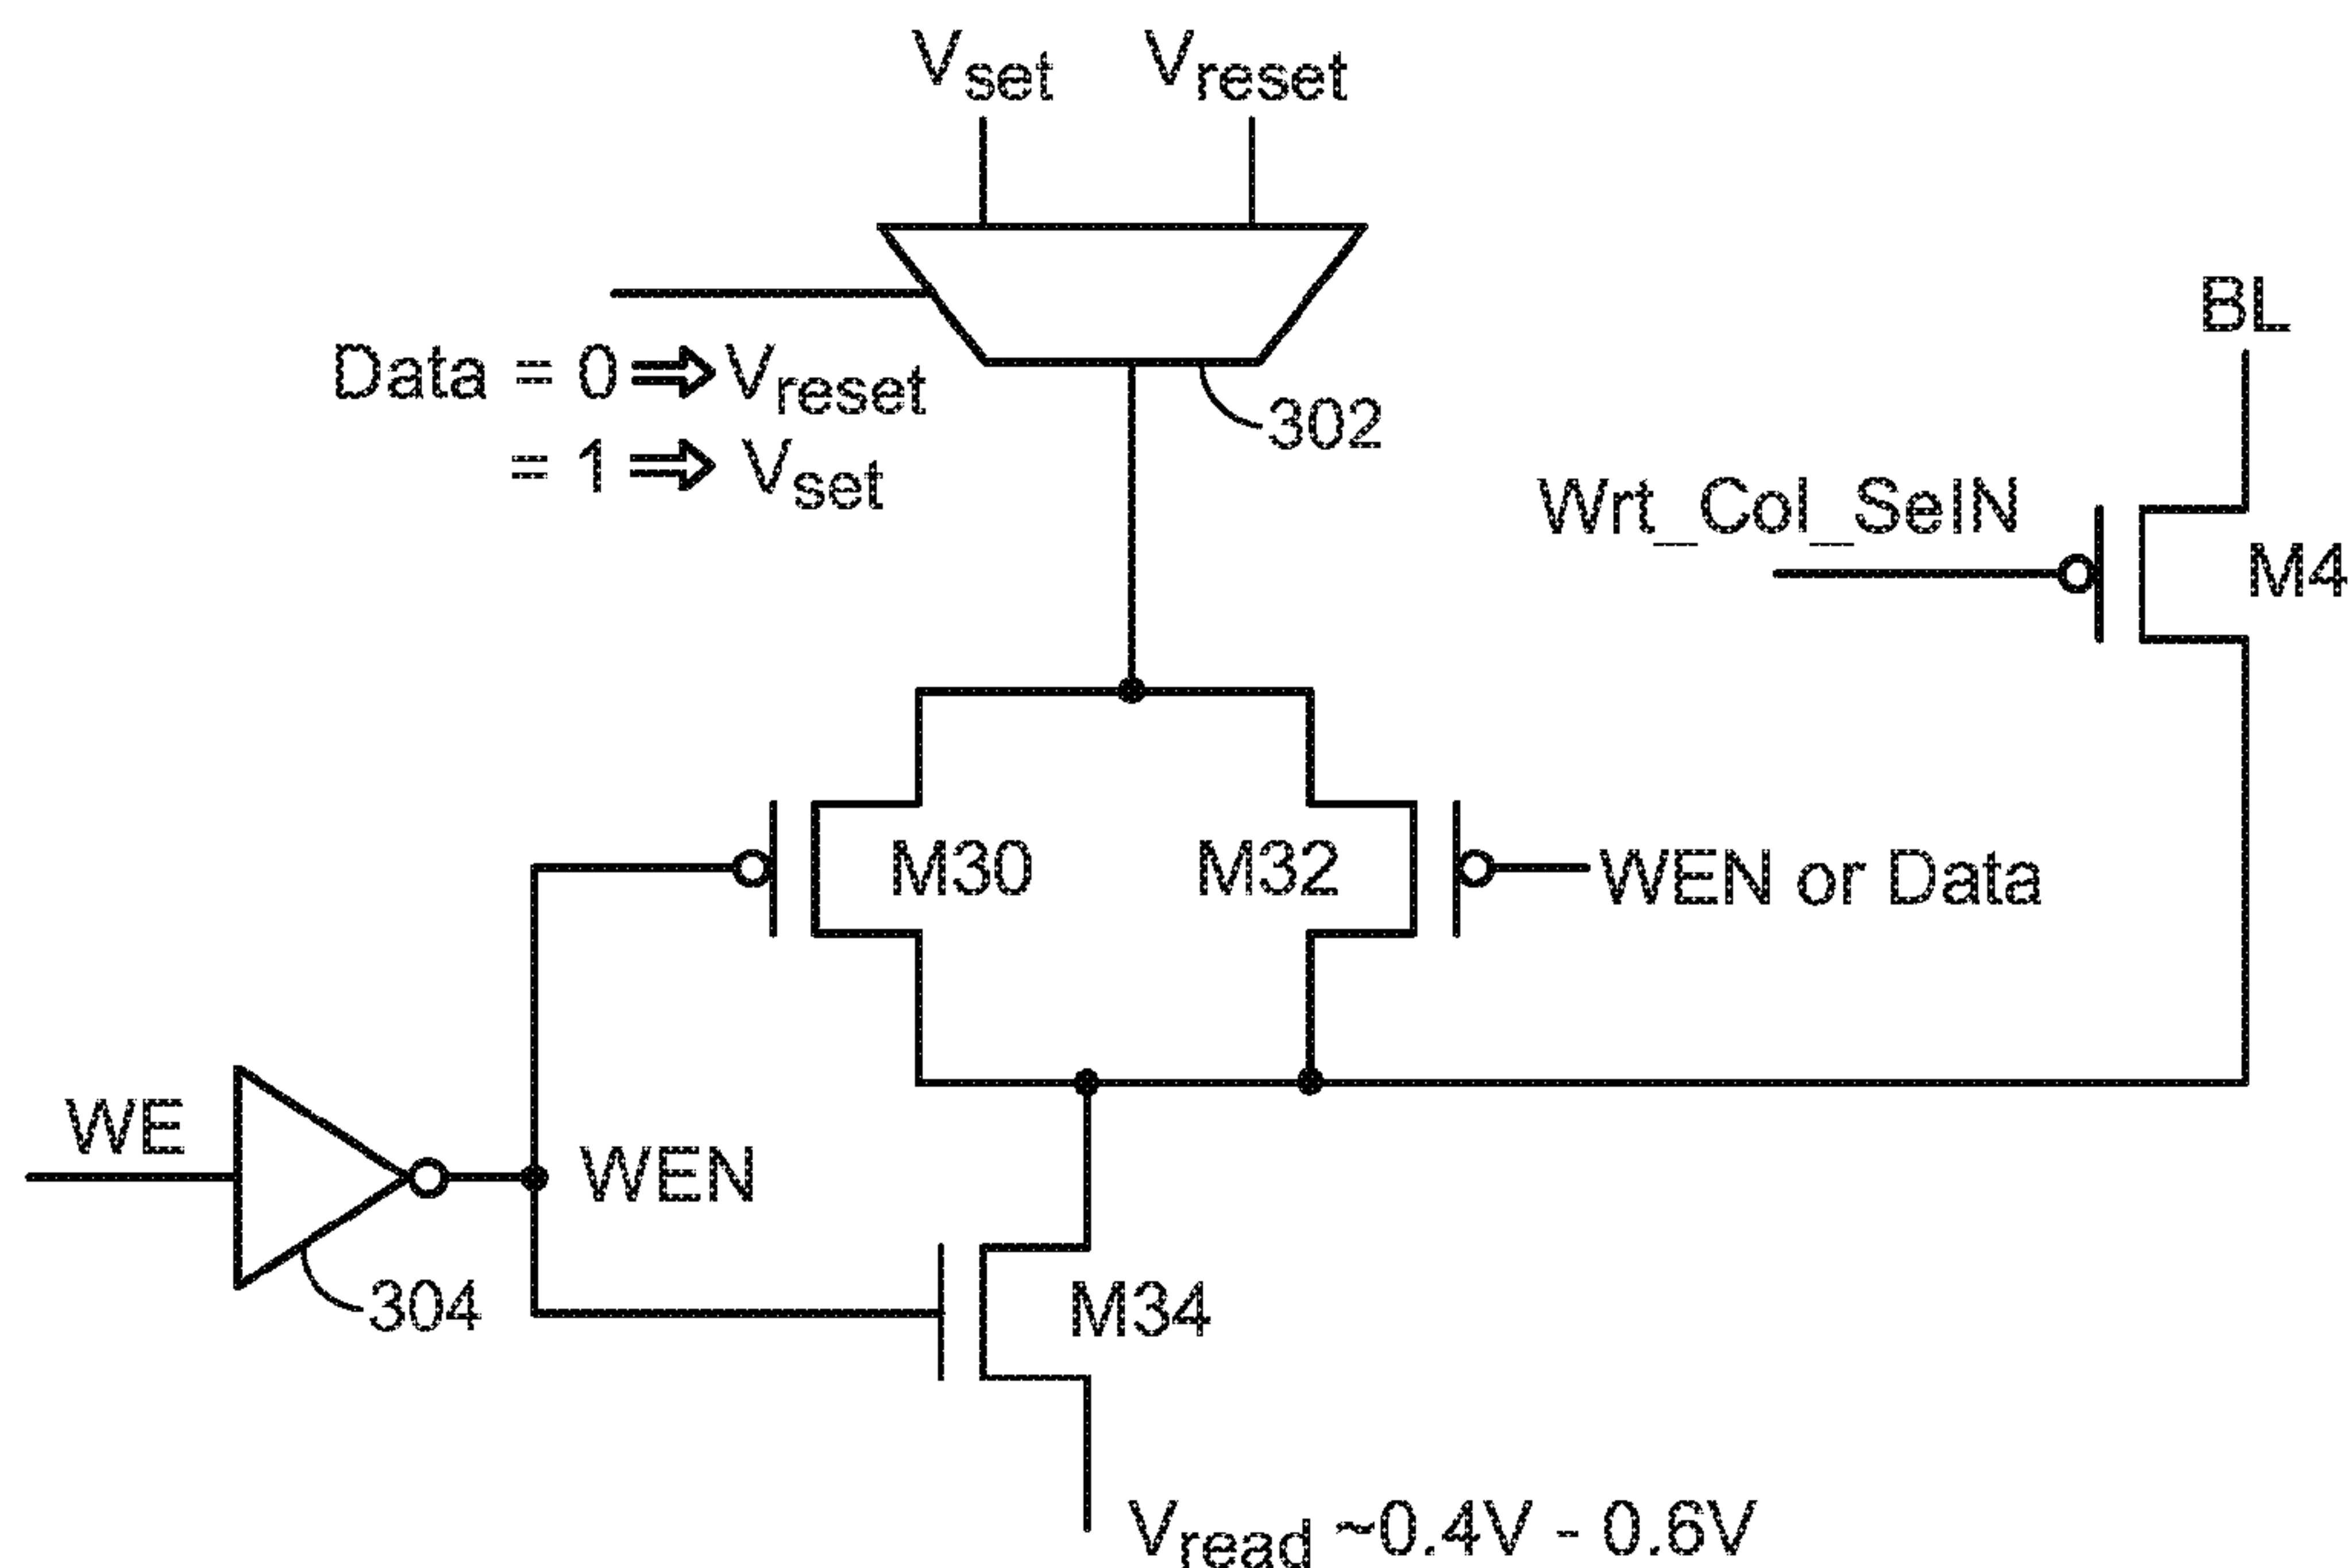 Vset
Vreset
BL
Data = 0 ⇒ Vreset
= 1 ⇒ Vset
302
Wrt_Col_SelN
M4
M30
M32
WEN or Data
WE
WEN
304
M34
Vread ~0.4V - 0.6V